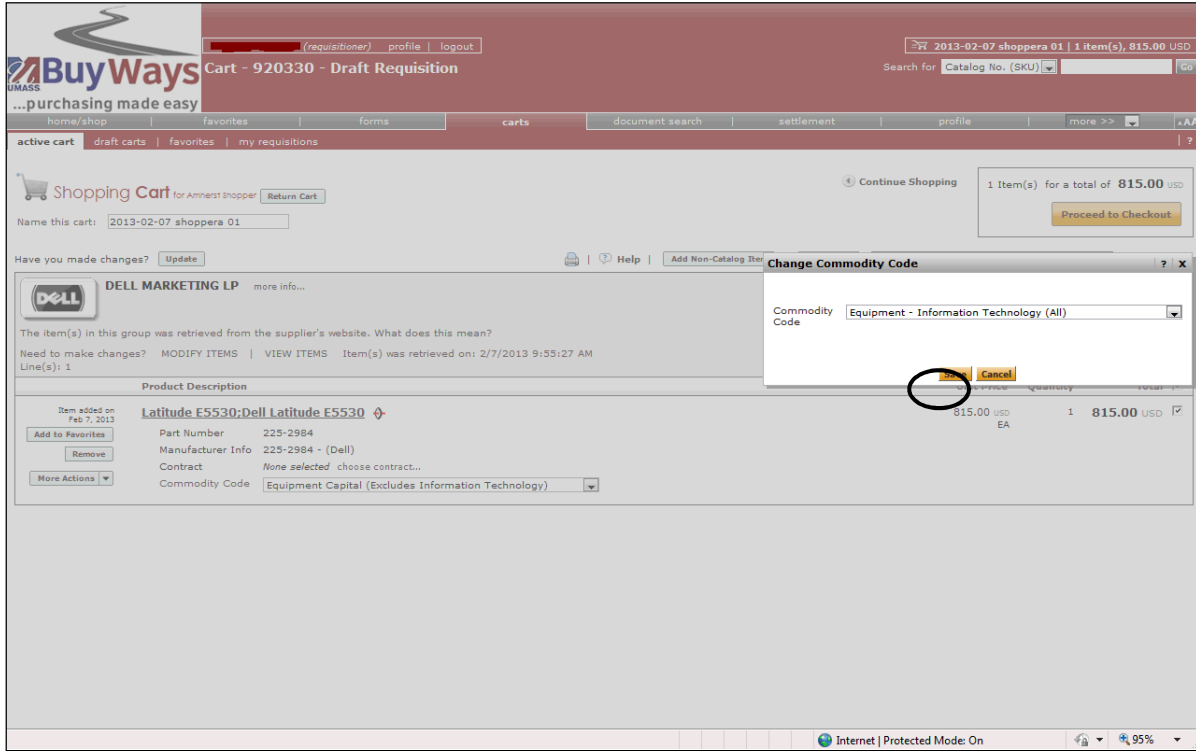 (requisitioner) profile | logout
2013-02-07 shoppera 01 | 1 item(s), 815.00 USD
UMASS BuyWays
...purchasing made easy
Cart - 920330 - Draft Requisition
Search for Catalog No. (SKU) Go
home/shop | favorites | forms carts document search | settlement | profile | more >> AA
active cart draft carts | favorites | my requisitions | ?
Shopping Cart for Amherst Shopper Return Cart
Continue Shopping
1 Item(s) for a total of 815.00 USD
Proceed to Checkout
Name this cart: 2013-02-07 shoppera 01
Have you made changes? Update
| ? Help | Add Non-Catalog Ite
DELL
DELL MARKETING LP more info...
The item(s) in this group was retrieved from the supplier's website. What does this mean?
Need to make changes? MODIFY ITEMS | VIEW ITEMS Item(s) was retrieved on: 2/7/2013 9:55:27 AM
Line(s): 1
Change Commodity Code ? X
Commodity Code Equipment - Information Technology (All)
Save Cancel
Product Description Unit Price Quantity Total
Item added on Feb 7, 2013
Latitude E5530;Dell Latitude E5530
815.00 USD 1 815.00 USD
EA
Add to Favorites
Remove
More Actions
Part Number 225-2984
Manufacturer Info 225-2984 - (Dell)
Contract None selected choose contract...
Commodity Code Equipment Capital (Excludes Information Technology)
Internet | Protected Mode: On 95%